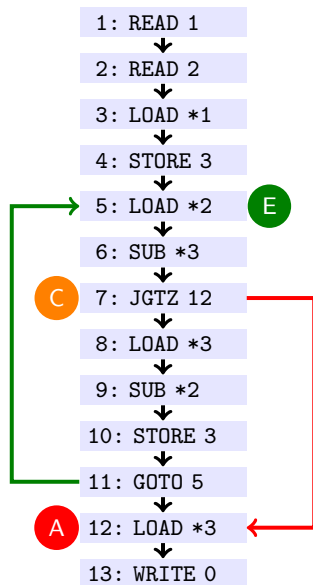 1: READ 1
2: READ 2
3: LOAD *1
4: STORE 3
5: LOAD *2 E
6: SUB *3
C 7: JGTZ 12
8: LOAD *3
9: SUB *2
10: STORE 3
11: GOTO 5
A 12: LOAD *3
13: WRITE 0